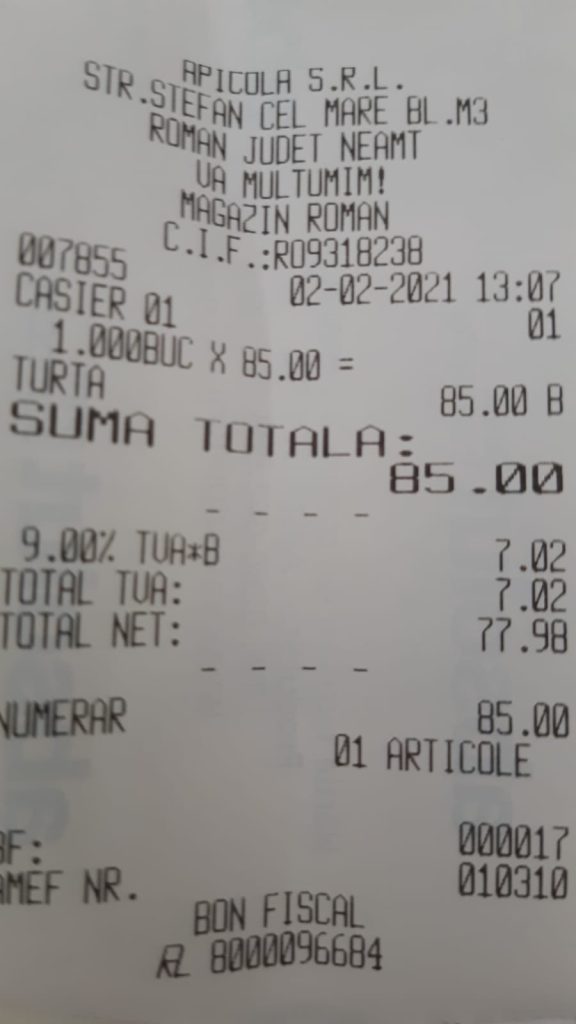 APICOLA S.R.L.
STR.STEFAN CEL MARE BL.M3
ROMAN JUDET NEAMT
VA MULTUMIM!
MAGAZIN ROMAN
C.I.F.:RO9318238
007855 02-02-2021 13:07
CASIER 01 01
1.000BUC X 85.00 =
TURTA 85.00 B
SUMA TOTALA:
85.00
- - - -
9.00% TVA*B 7.02
TOTAL TVA: 7.02
TOTAL NET: 77.98
- - - -
NUMERAR 85.00
01 ARTICOLE
BF: 000017
AMEF NR. 010310
BON FISCAL
8000096684